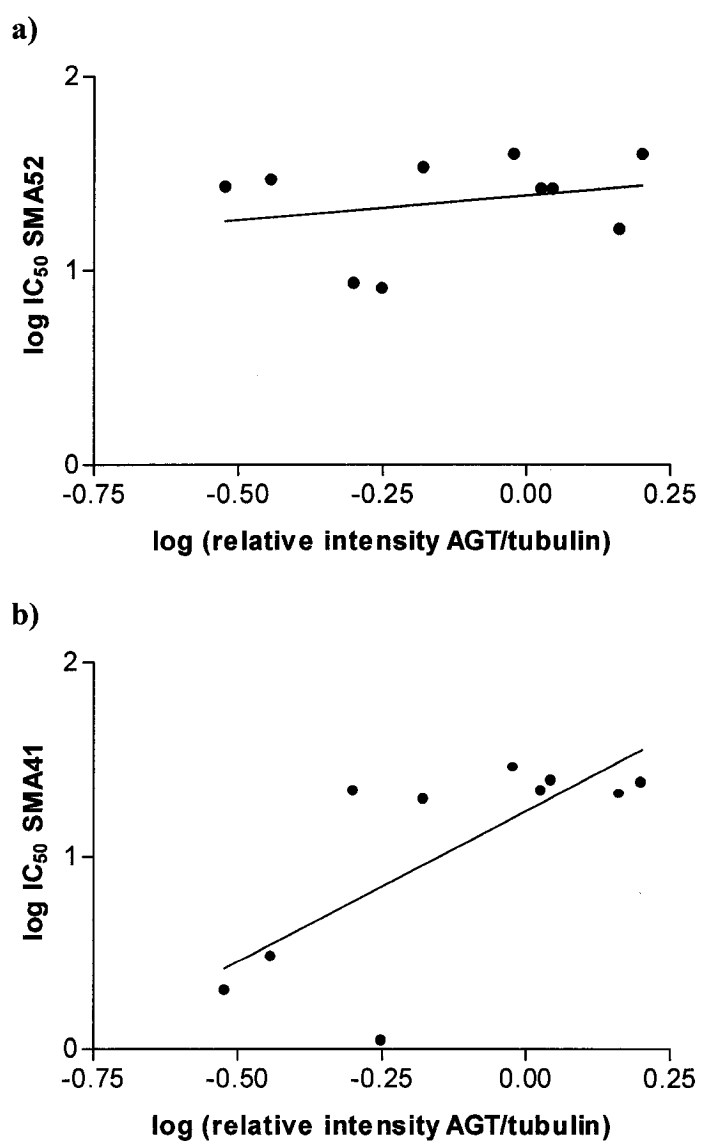 a)
2
1
0
log IC₅₀ SMA52
-0.75 -0.50 -0.25 0.00 0.25
log (relative intensity AGT/tubulin)
b)
2
1
0
log IC₅₀ SMA41
-0.75 -0.50 -0.25 0.00 0.25
log (relative intensity AGT/tubulin)